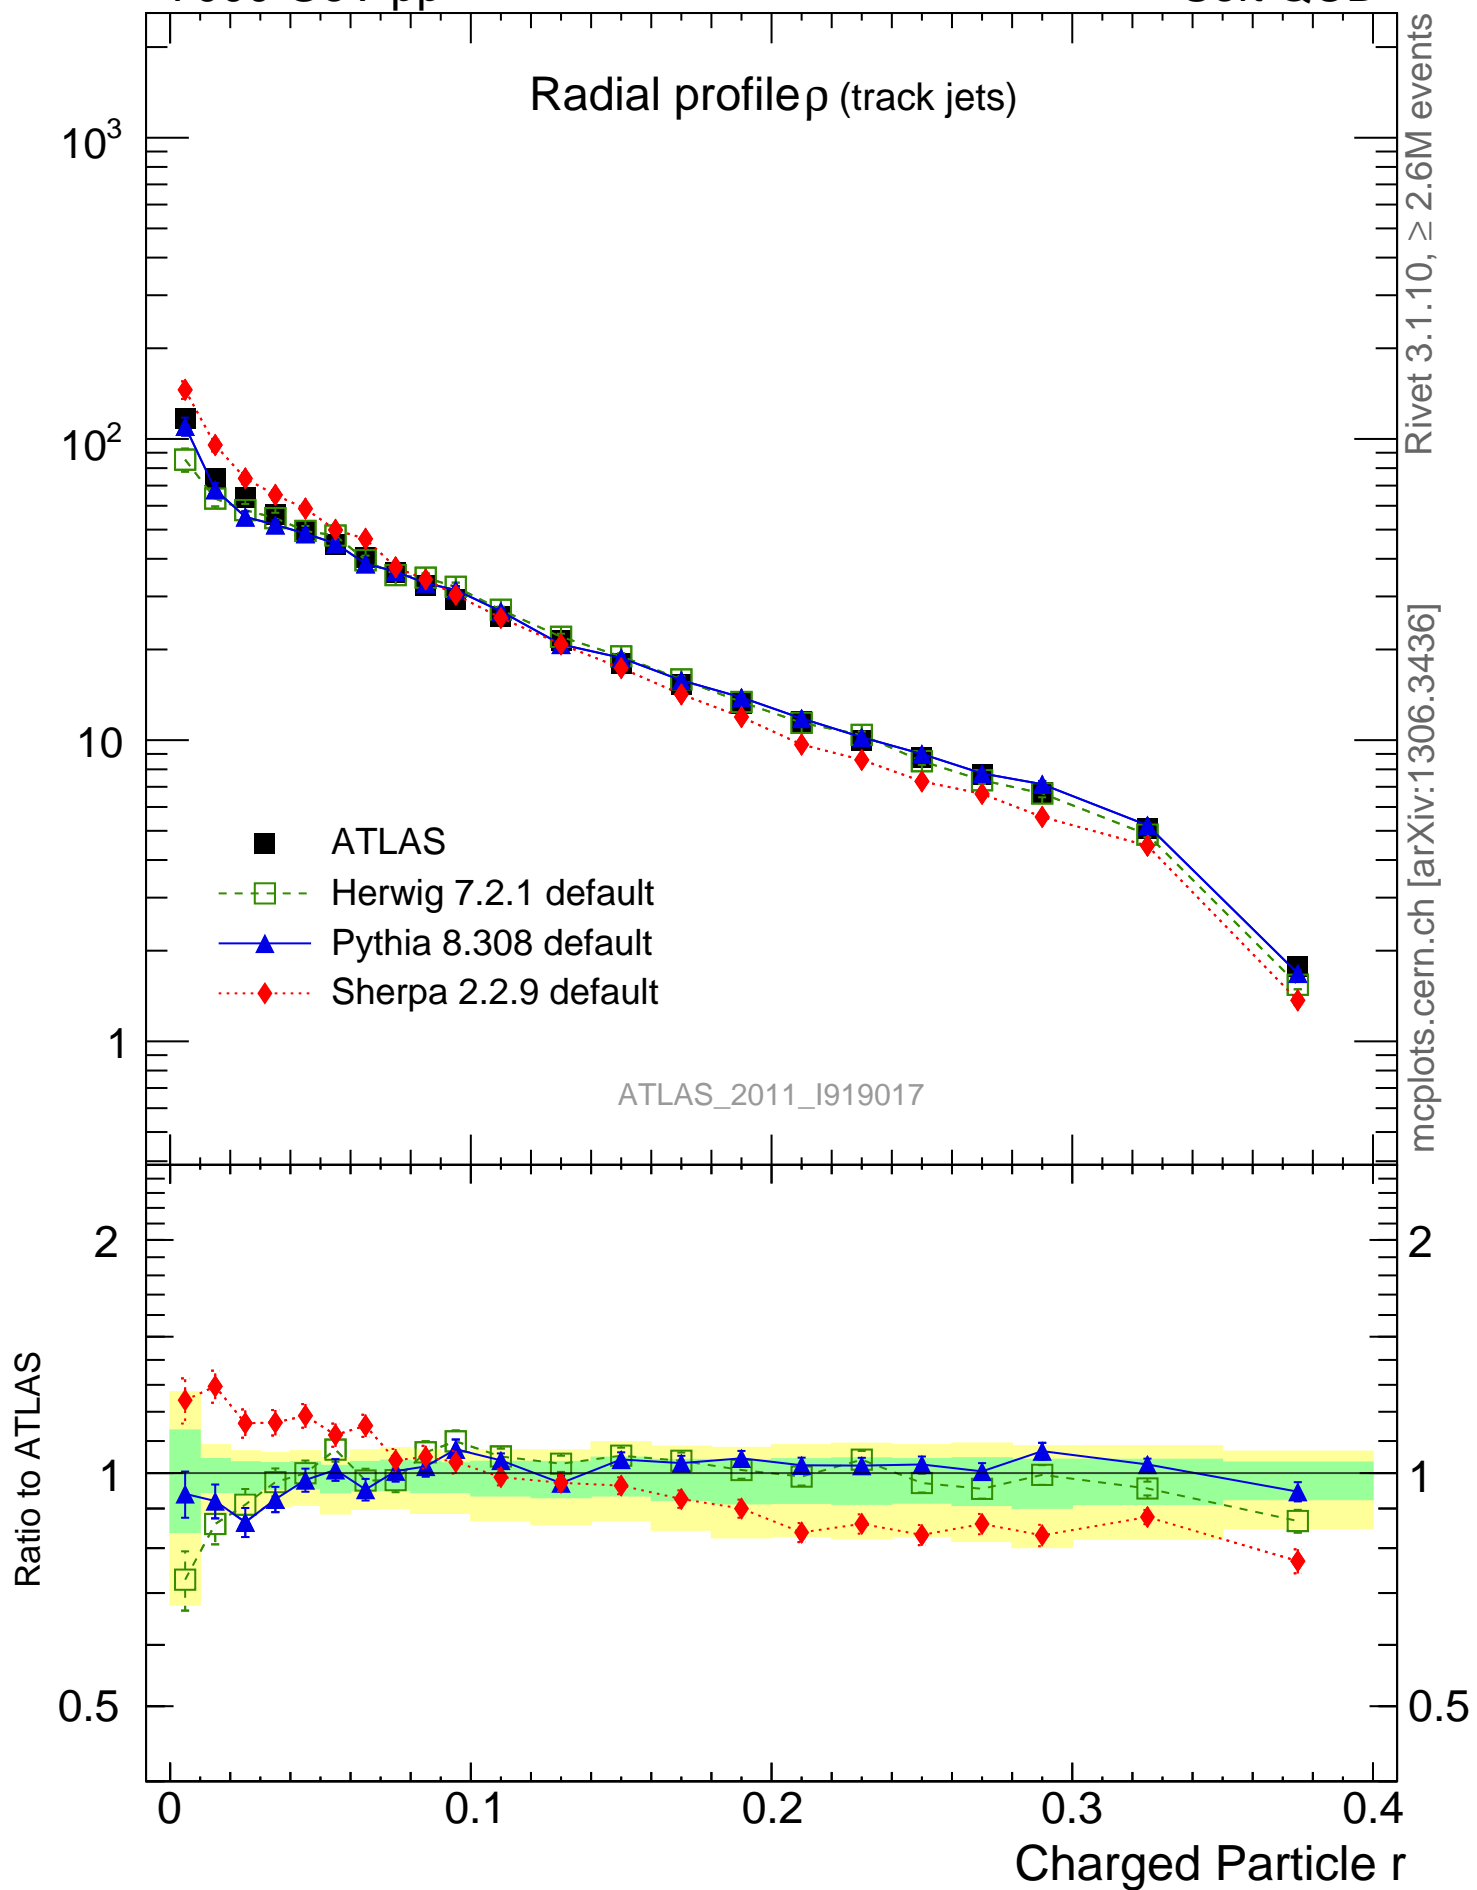 Radial profile ρ (track jets)
10³
10²
10
1
ATLAS
Herwig 7.2.1 default
Pythia 8.308 default
Sherpa 2.2.9 default
ATLAS_2011_I919017
Rivet 3.1.10, ≥ 2.6M events
mcplots.cern.ch [arXiv:1306.3436]
Ratio to ATLAS
2
1
0.5
2
1
0.5
0 0.1 0.2 0.3 0.4
Charged Particle r